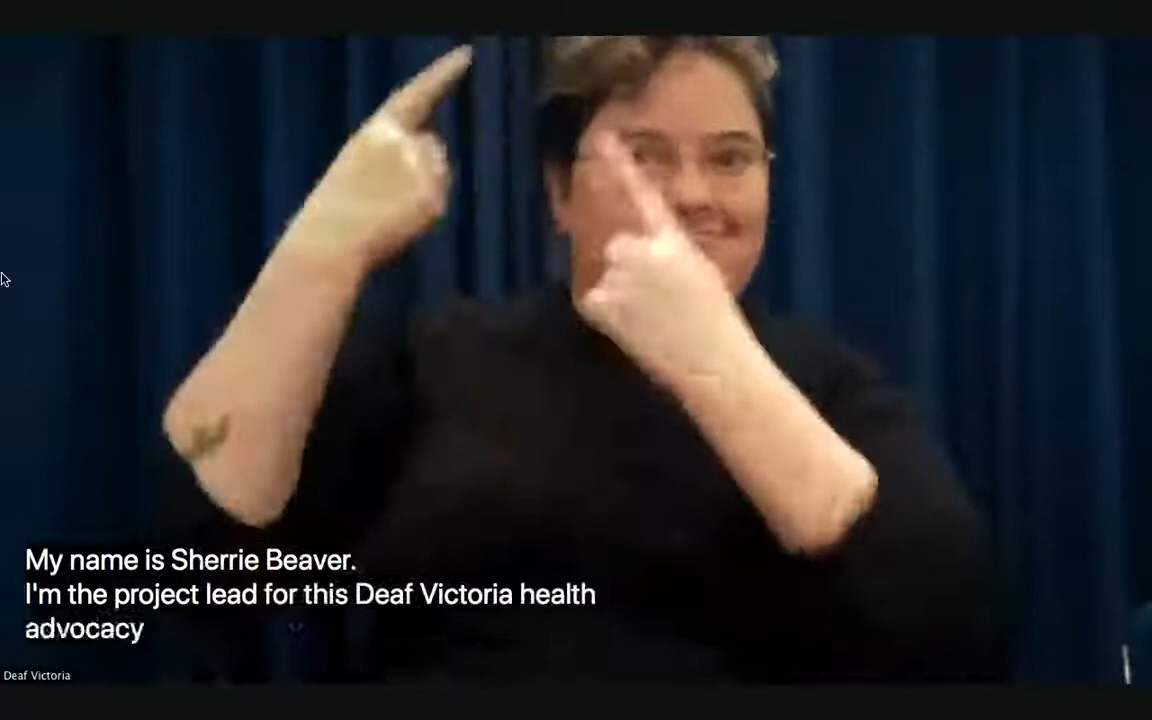 My name is Sherrie Beaver.
I'm the project lead for this Deaf Victoria health
advocacy
Deaf Victoria